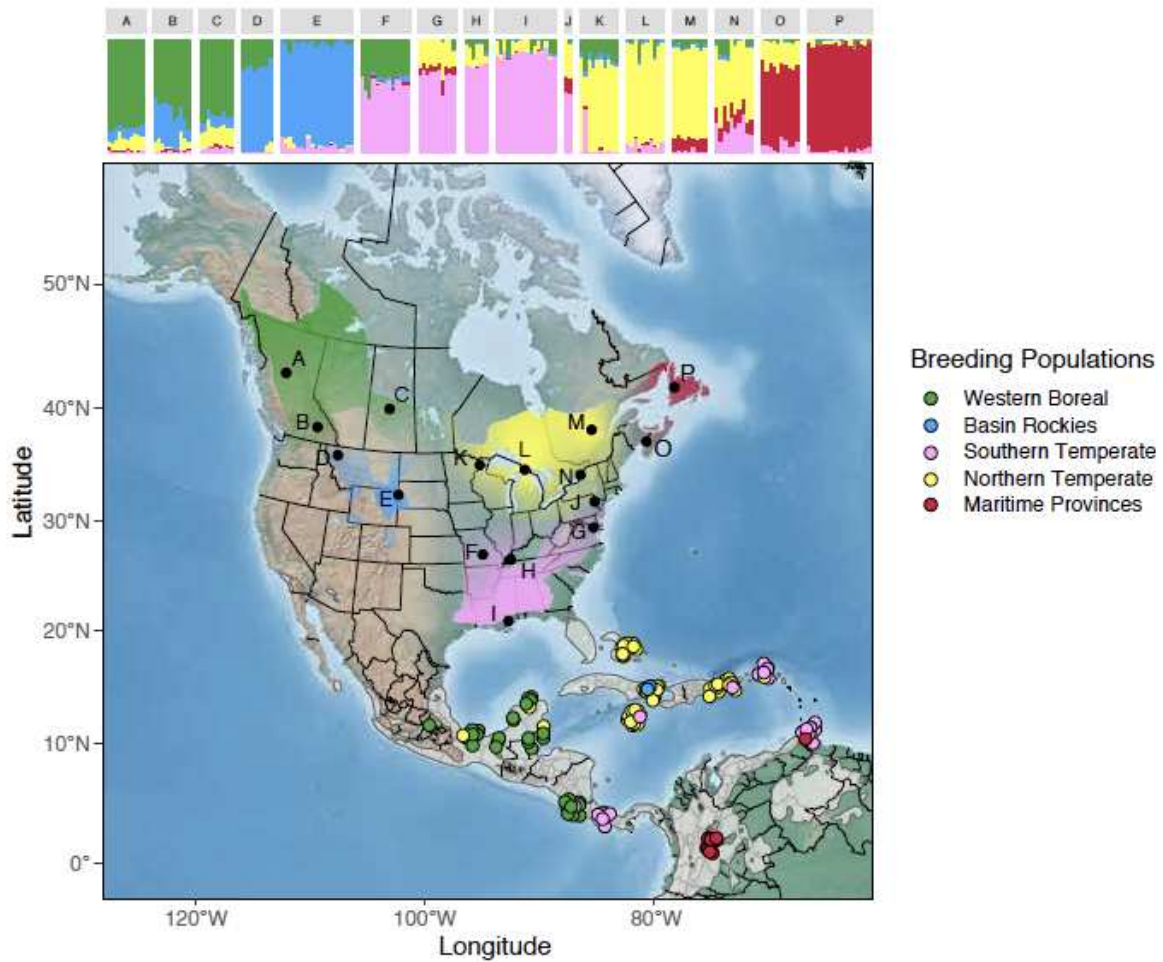 A B C D E F G H I J K L M N O P
50°N
40°N
30°N
20°N
10°N
0°
Latitude
A
B
C
D
E
F
G
H
I
J
K
L
M
N
O
P
120°W 100°W 80°W
Longitude
Breeding Populations
Western Boreal
Basin Rockies
Southern Temperate
Northern Temperate
Maritime Provinces